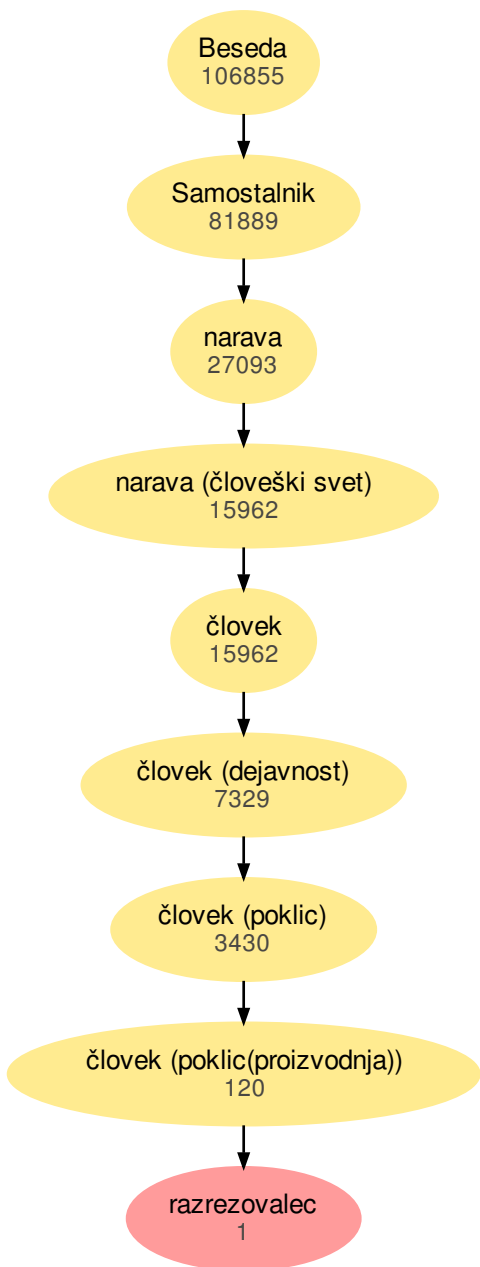 Beseda
106855
Samostalnik
81889
narava
27093
narava (človeški svet)
15962
človek
15962
človek (dejavnost)
7329
človek (poklic)
3430
človek (poklic(proizvodnja))
120
razrezovalec
1